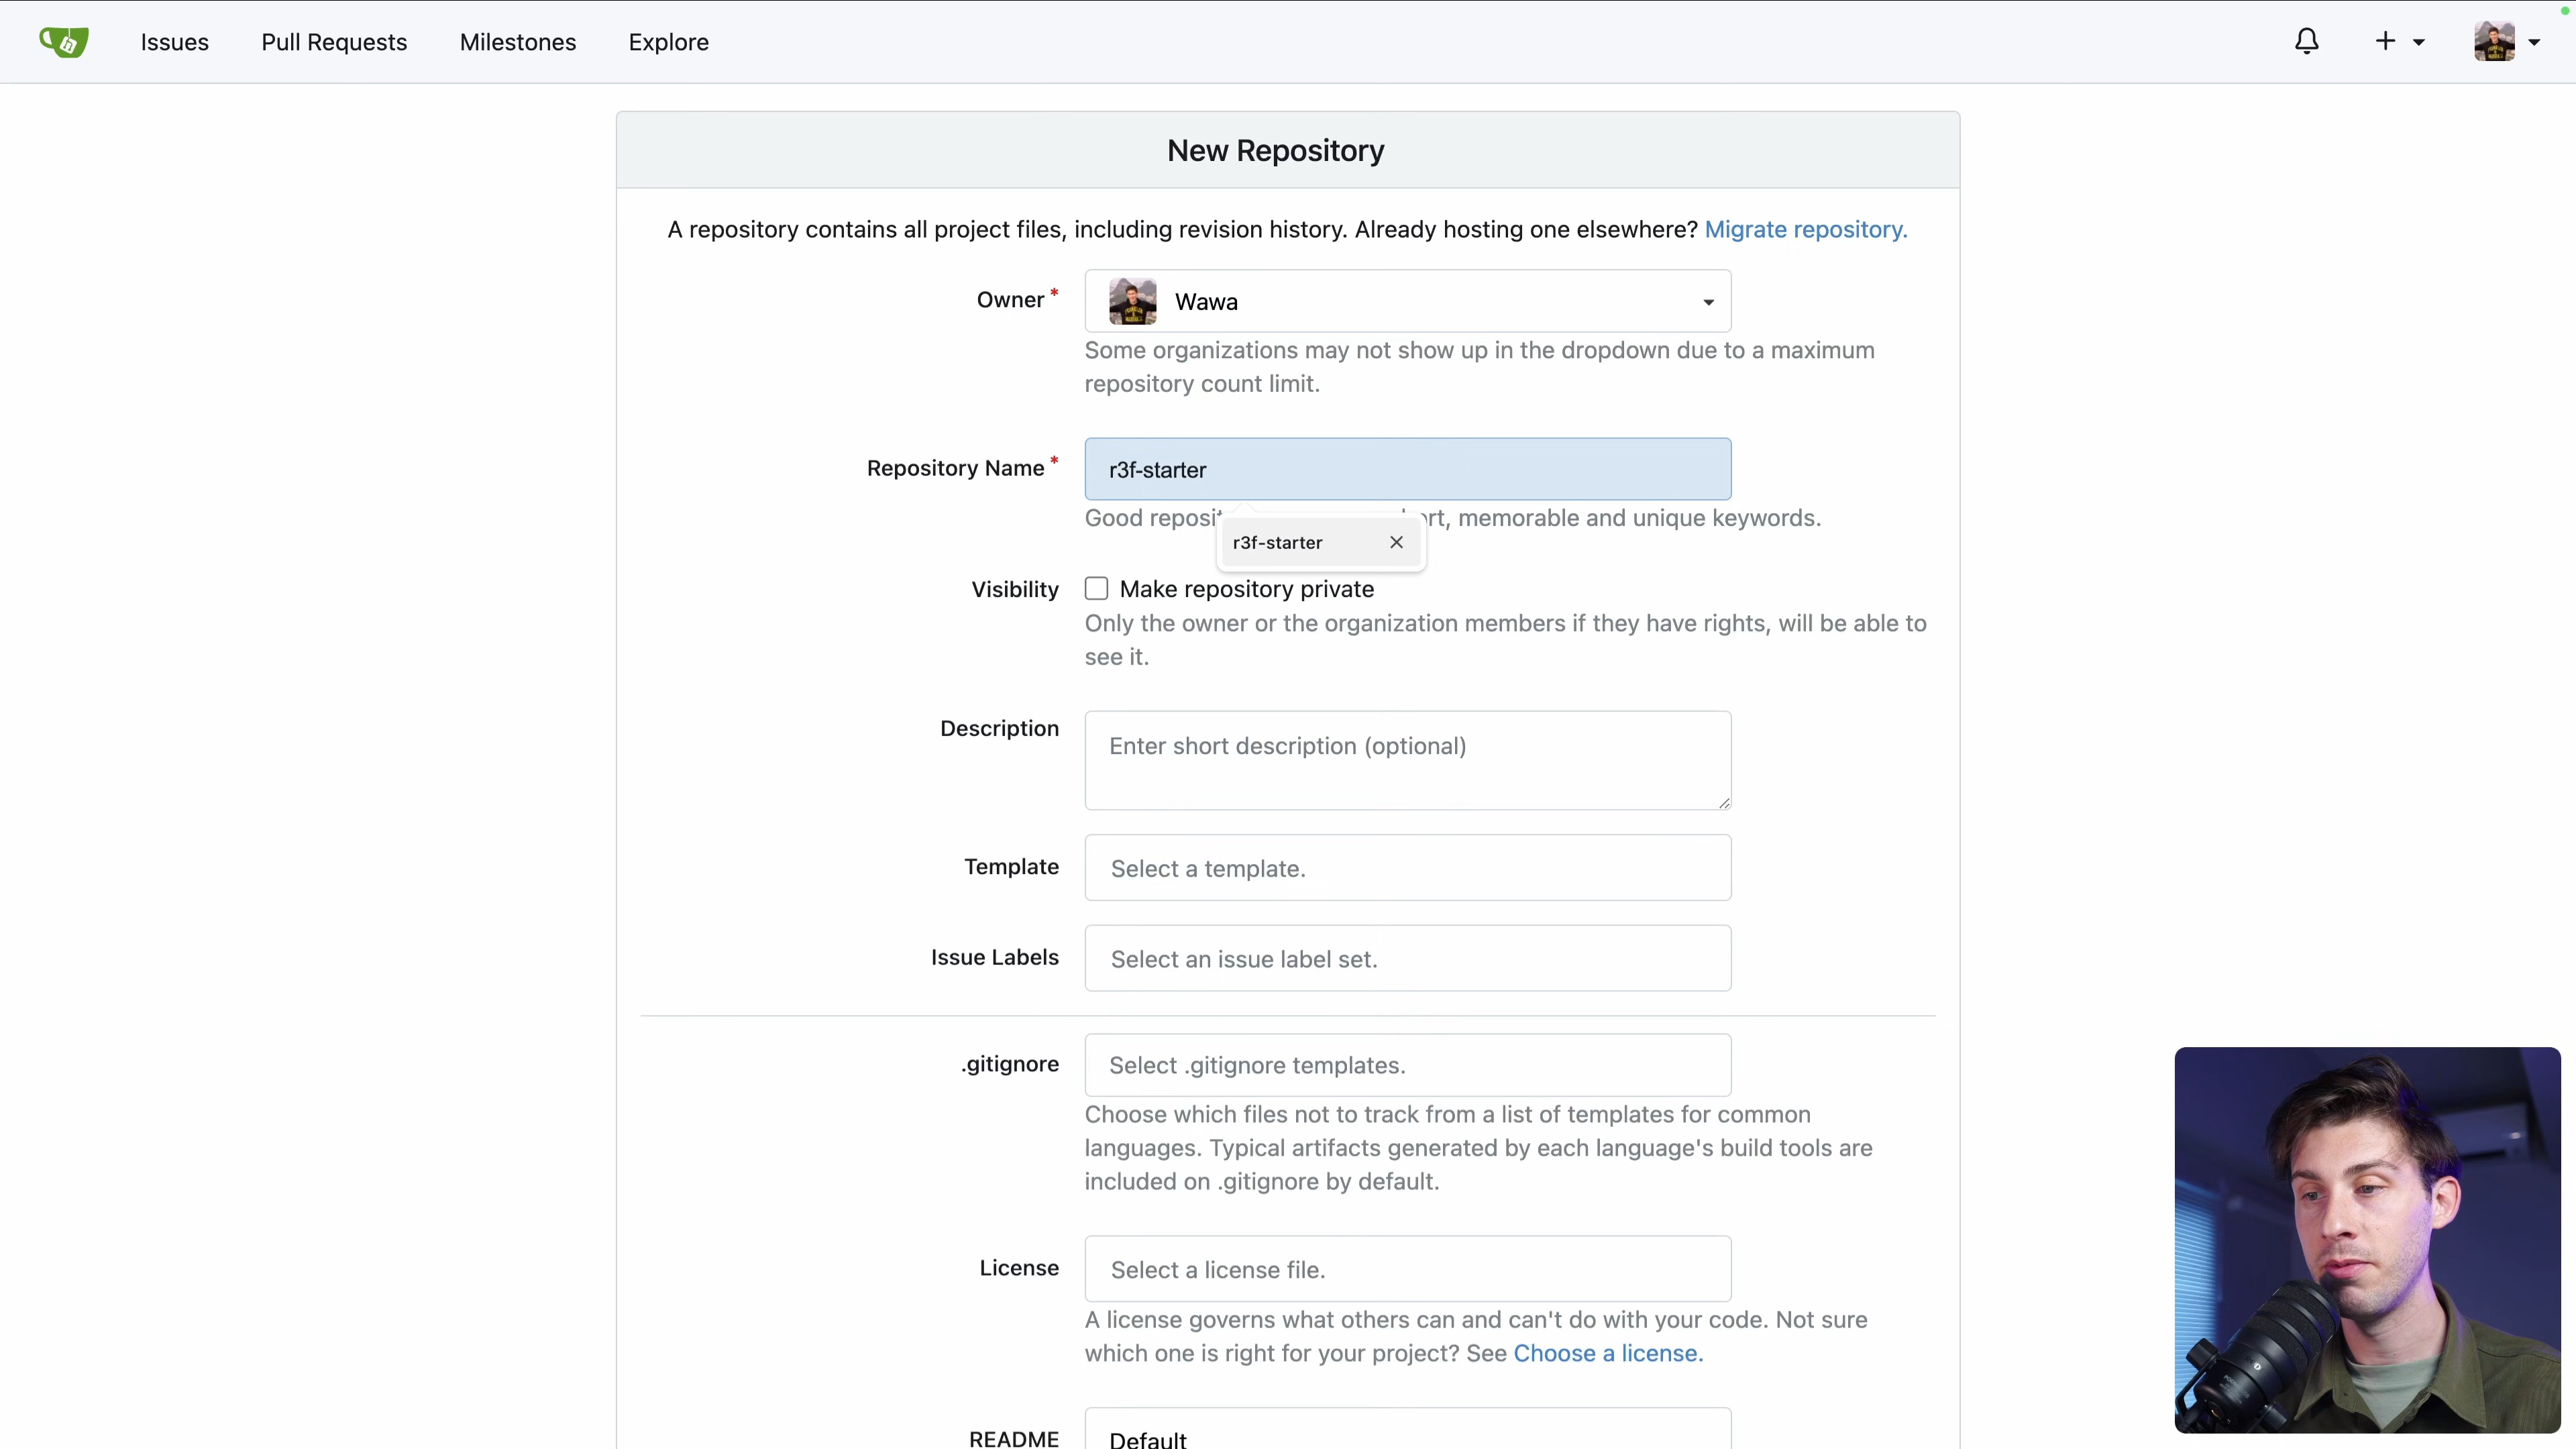 Issues Pull Requests Milestones Explore
New Repository
A repository contains all project files, including revision history. Already hosting one elsewhere? Migrate repository.
Owner *
Wawa
Some organizations may not show up in the dropdown due to a maximum
repository count limit.
Repository Name *
r3f-starter
Good ort, memorable and unique keywords.
r3f-starter
Visibility
Make repository private
Only the owner or the organization members if they have rights, will be able to
see it.
Description
Enter short description (optional)
Template
Select a template.
Issue Labels
Select an issue label set.
.gitignore
Select .gitignore templates.
Choose which files not to track from a list of templates for common
languages. Typical artifacts generated by each language's build tools are
included on .gitignore by default.
License
Select a license file.
A license governs what others can and can't do with your code. Not sure
which one is right for your project? See Choose a license.
README
Default